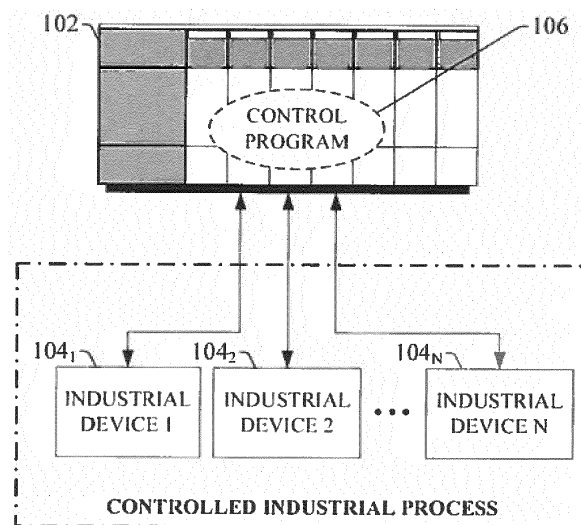 102
106
CONTROL
PROGRAM
104₁
104₂
104ₙ
INDUSTRIAL
DEVICE 1
INDUSTRIAL
DEVICE 2
•••
INDUSTRIAL
DEVICE N
CONTROLLED INDUSTRIAL PROCESS